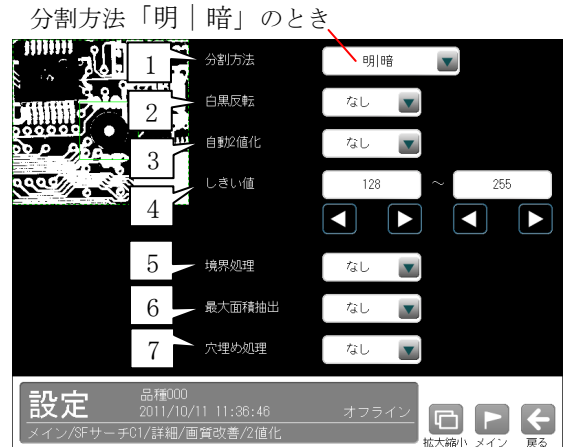 分割方法「明｜暗」のとき
1 分割方法 明|暗
2 白黒反転 なし
3 自動2値化 なし
4 しきい値 128 ～ 255
5 境界処理 なし
6 最大面積抽出 なし
7 穴埋め処理 なし
設定 品種000
2011/10/11 11:36:46 オフライン
メイン/SFサーチC1/詳細/画質改善/2値化
拡大縮小 メイン 戻る